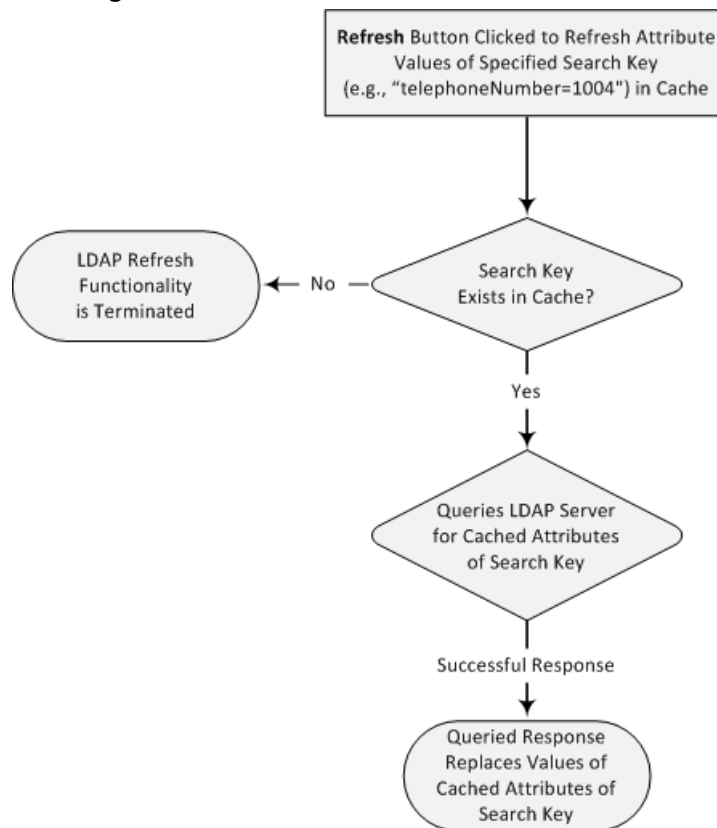 Refresh Button Clicked to Refresh Attribute
Values of Specified Search Key
(e.g., “telephoneNumber=1004") in Cache
LDAP Refresh
Functionality
is Terminated
No
Search Key
Exists in Cache?
Yes
Queries LDAP Server
for Cached Attributes
of Search Key
Successful Response
Queried Response
Replaces Values of
Cached Attributes of
Search Key